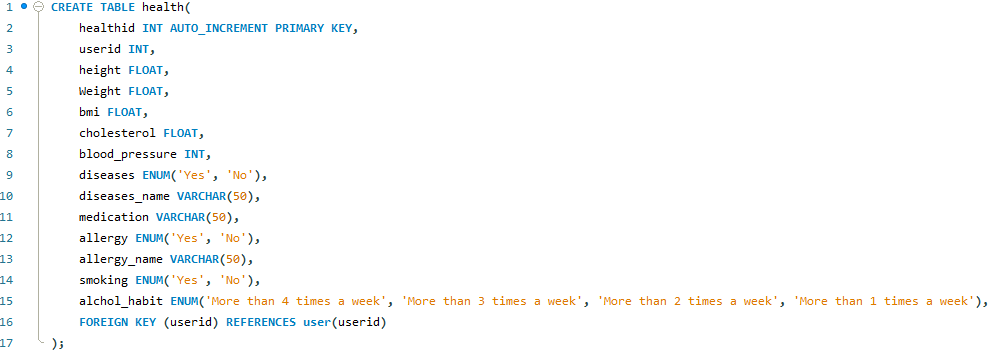 1 CREATE TABLE health(
2 healthid INT AUTO_INCREMENT PRIMARY KEY,
3 userid INT,
4 height FLOAT,
5 Weight FLOAT,
6 bmi FLOAT,
7 cholesterol FLOAT,
8 blood_pressure INT,
9 diseases ENUM('Yes', 'No'),
10 diseases_name VARCHAR(50),
11 medication VARCHAR(50),
12 allergy ENUM('Yes', 'No'),
13 allergy_name VARCHAR(50),
14 smoking ENUM('Yes', 'No'),
15 alchol_habit ENUM('More than 4 times a week', 'More than 3 times a week', 'More than 2 times a week', 'More than 1 times a week'),
16 FOREIGN KEY (userid) REFERENCES user(userid)
17 );